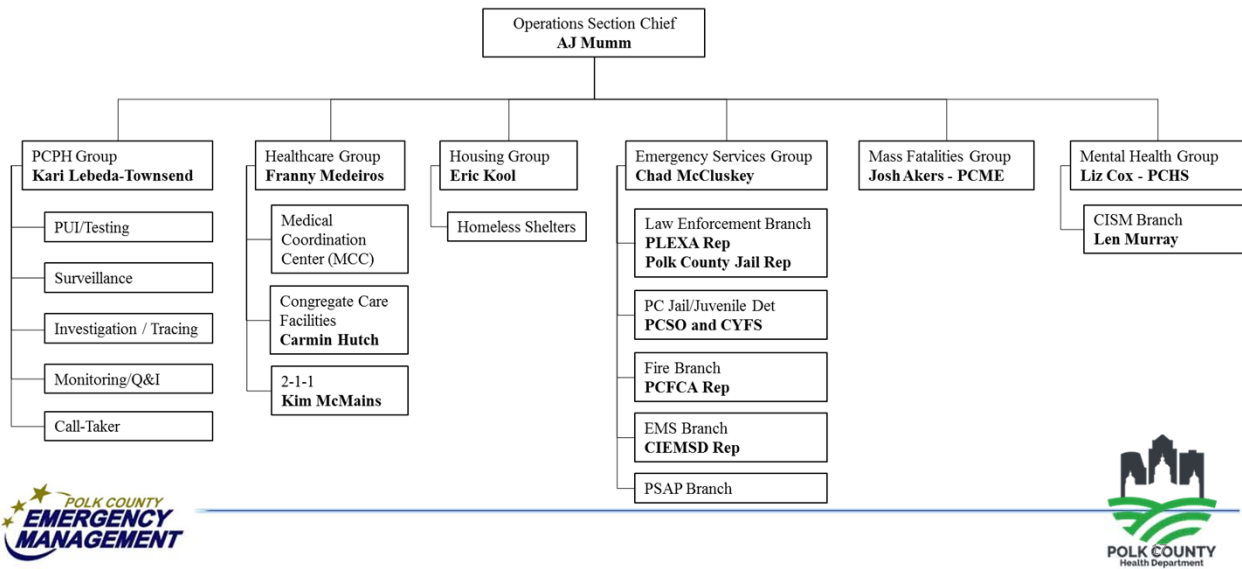 Operations Section Chief
AJ Mumm
PCPH Group
Kari Lebeda-Townsend
PUI/Testing
Surveillance
Investigation / Tracing
Monitoring/Q&I
Call-Taker
Healthcare Group
Franny Medeiros
Medical
Coordination
Center (MCC)
Congregate Care
Facilities
Carmin Hutch
2-1-1
Kim McMains
Housing Group
Eric Kool
Homeless Shelters
Emergency Services Group
Chad McCluskey
Law Enforcement Branch
PLEXA Rep
Polk County Jail Rep
PC Jail/Juvenile Det
PCSO and CYFS
Fire Branch
PCFCA Rep
EMS Branch
CIEMSD Rep
PSAP Branch
Mass Fatalities Group
Josh Akers - PCME
Mental Health Group
Liz Cox - PCHS
CISM Branch
Len Murray
POLK COUNTY
EMERGENCY
MANAGEMENT
POLK COUNTY
Health Department